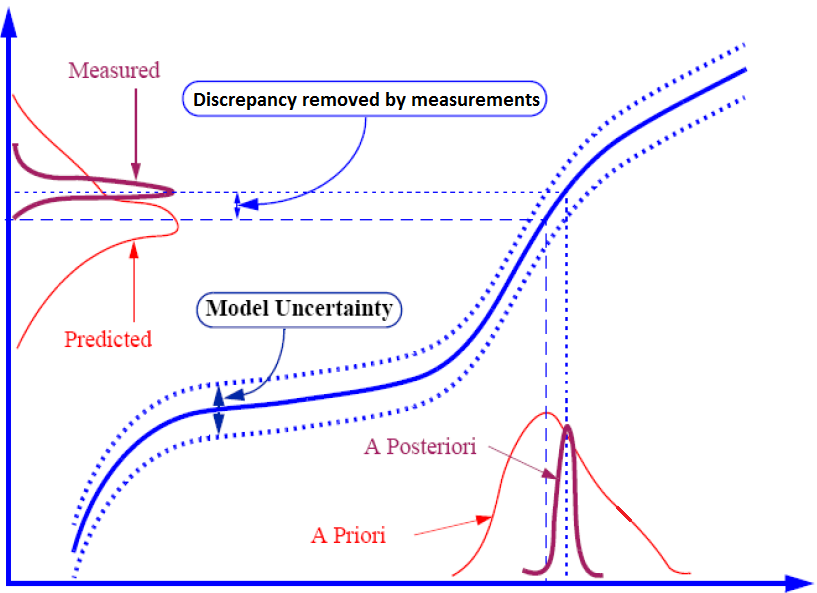 Measured
Discrepancy removed by measurements
Model Uncertainty
Predicted
A Posteriori
A Priori